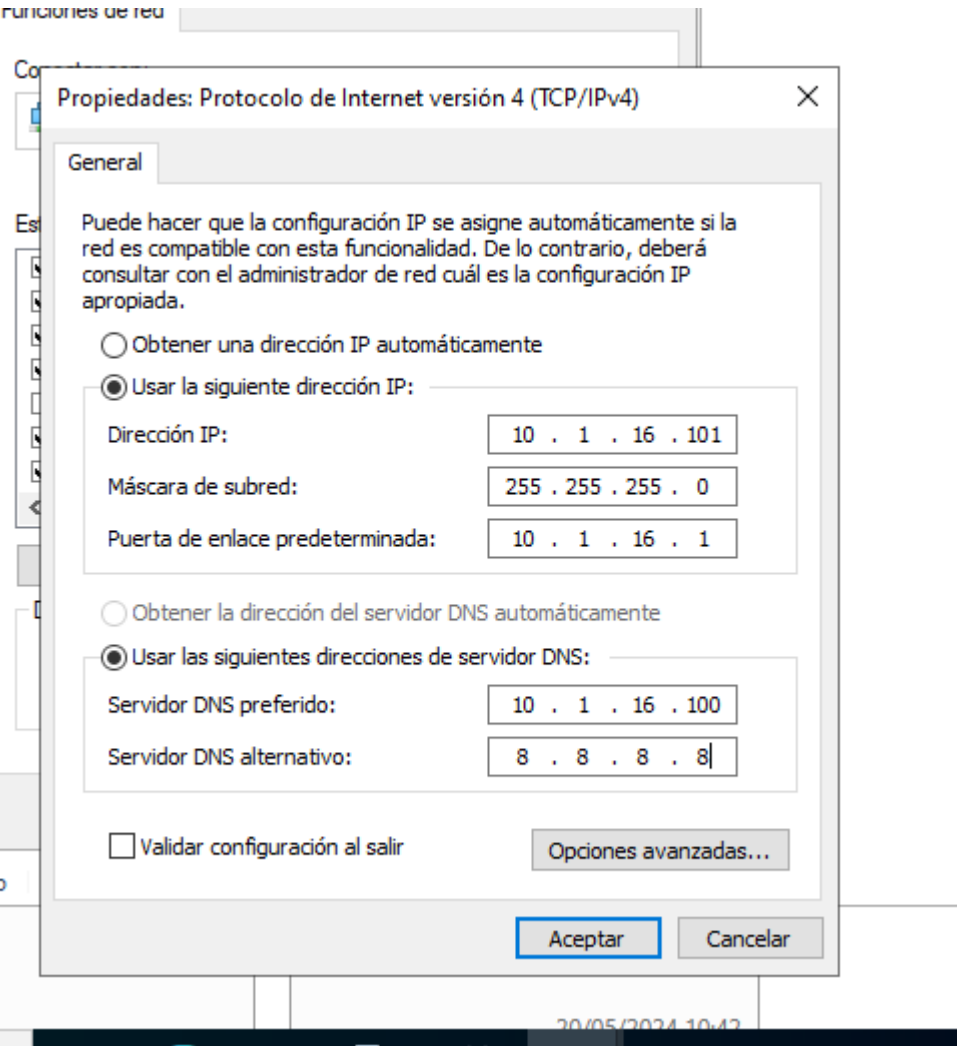 Funciones de red
Propiedades: Protocolo de Internet versión 4 (TCP/IPv4)
General
Puede hacer que la configuración IP se asigne automáticamente si la
red es compatible con esta funcionalidad. De lo contrario, deberá
consultar con el administrador de red cuál es la configuración IP
apropiada.
Obtener una dirección IP automáticamente
Usar la siguiente dirección IP:
Dirección IP: 10 . 1 . 16 . 101
Máscara de subred: 255 . 255 . 255 . 0
Puerta de enlace predeterminada: 10 . 1 . 16 . 1
Obtener la dirección del servidor DNS automáticamente
Usar las siguientes direcciones de servidor DNS:
Servidor DNS preferido: 10 . 1 . 16 . 100
Servidor DNS alternativo: 8 . 8 . 8 . 8
Validar configuración al salir
Opciones avanzadas...
Aceptar Cancelar
20/05/2024 10:42